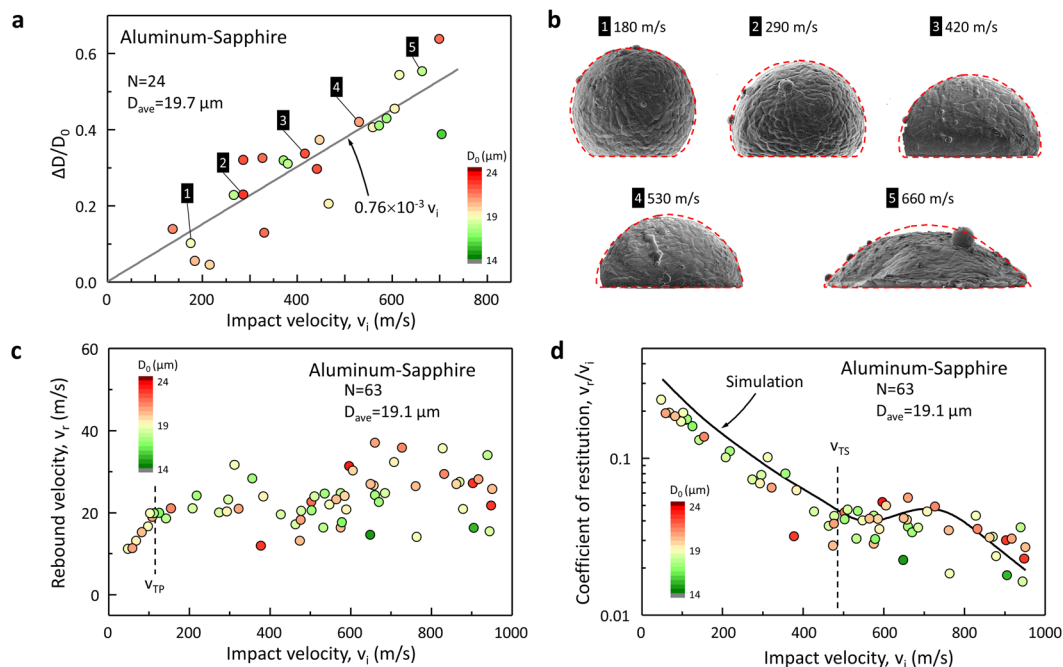 a
Aluminum-Sapphire
N=24
D_ave=19.7 μm
ΔD/D_0
0.6
0.4
0.2
0.0
1
2
3
4
5
0.76×10⁻³ v_i
D_0 (μm)
24
19
14
0
200
400
600
800
Impact velocity, v_i (m/s)
b
1 180 m/s
2 290 m/s
3 420 m/s
4 530 m/s
5 660 m/s
c
Aluminum-Sapphire
N=63
D_ave=19.1 μm
D_0 (μm)
24
19
14
v_TP
Rebound velocity, v_r (m/s)
60
40
20
0
0
200
400
600
800
1000
Impact velocity, v_i (m/s)
d
Aluminum-Sapphire
N=63
D_ave=19.1 μm
Simulation
v_TS
D_0 (μm)
24
19
14
Coefficient of restitution, v_r/v_i
0.1
0.01
0
200
400
600
800
1000
Impact velocity, v_i (m/s)